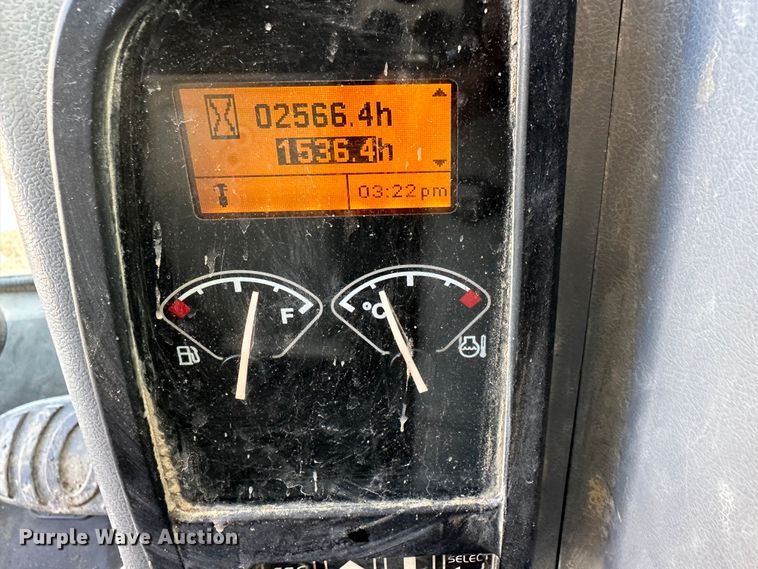 02566.4h
1536.4h
03:22 pm
F
°C
SELECT
Purple Wave Auction